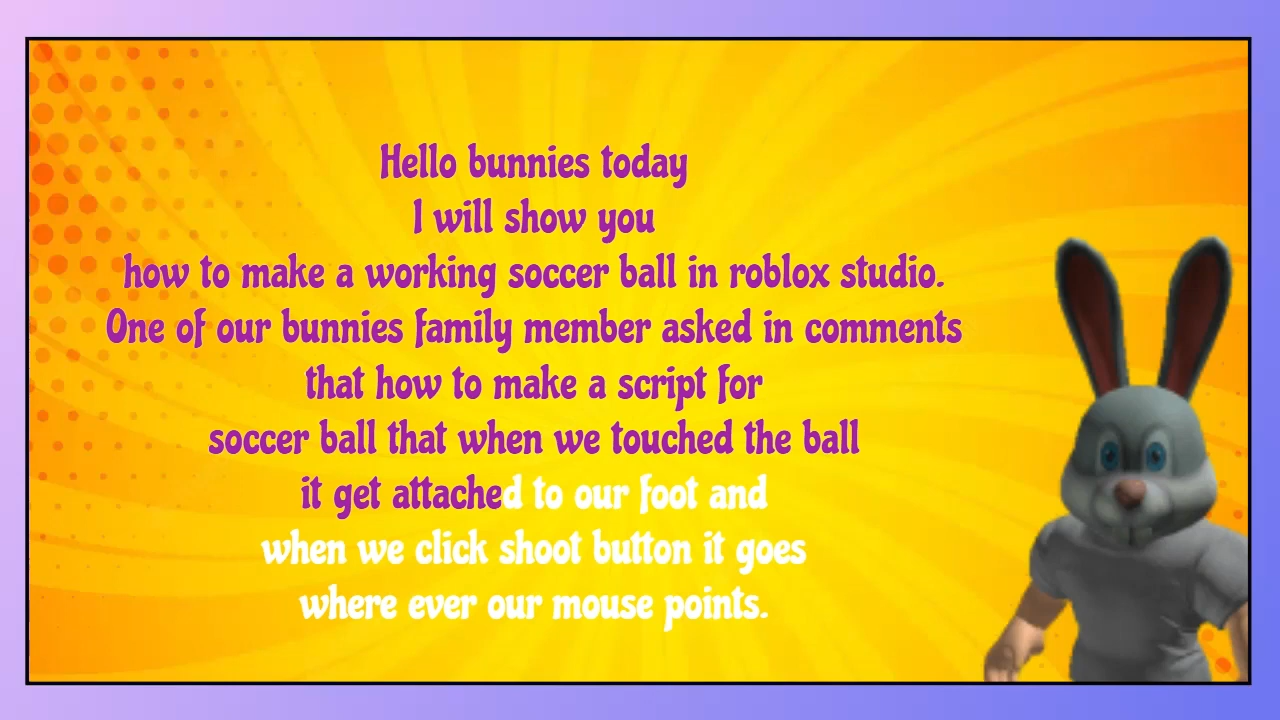 Hello bunnies today
I will show you
how to make a working soccer ball in roblox studio.
One of our bunnies family member asked in comments
that how to make a script for
soccer ball that when we touched the ball
it get attached to our foot and
when we click shoot button it goes
where ever our mouse points.